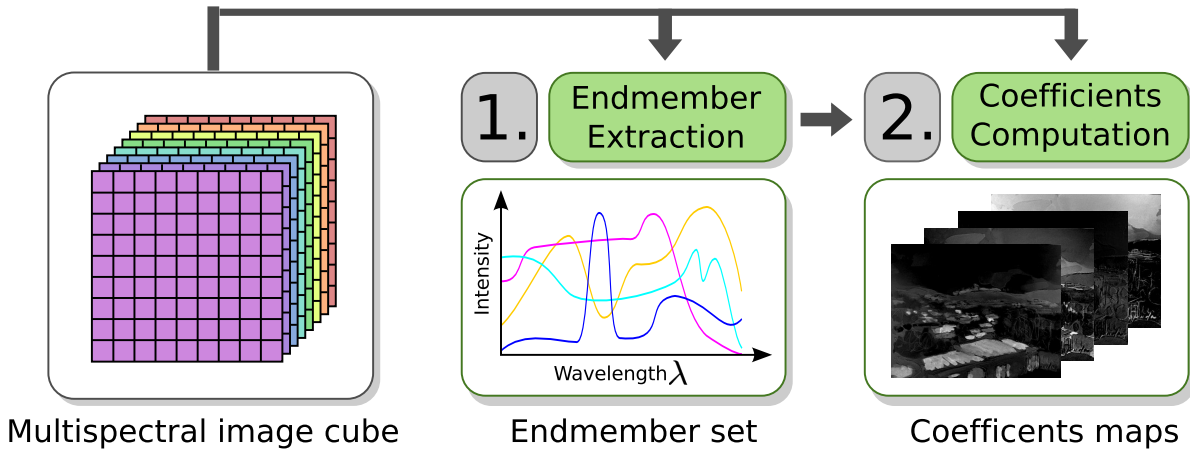 1.
Endmember
Extraction
2.
Coefficients
Computation
Intensity
Wavelength λ
Multispectral image cube
Endmember set
Coefficents maps